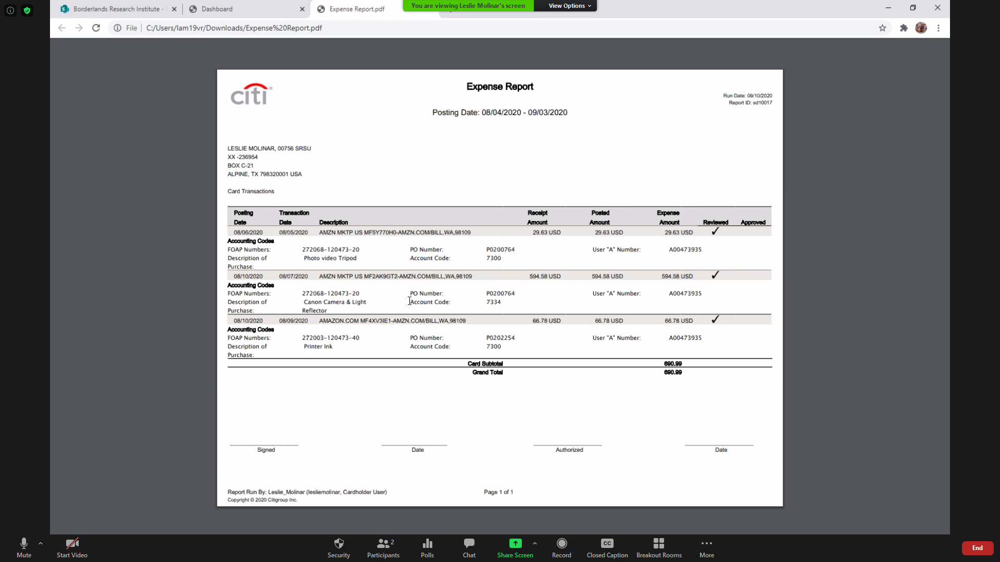 Borderlands Research Institute -
Dashboard
Expense Report.pdf
You are viewing Leslie Molinar's screen
View Options
File
C:/Users/lam19vr/Downloads/Expense%20Report.pdf
citi
Expense Report
Run Date: 09/10/2020
Report ID: sd10017
Posting Date: 08/04/2020 - 09/03/2020
LESLIE MOLINAR, 00756 SRSU
XX -236954
BOX C-21
ALPINE, TX 798320001 USA
Card Transactions
Posting Transaction Receipt Posted Expense
Date Date Description Amount Amount Amount Reviewed Approved
08/06/2020 08/05/2020 AMZN MKTP US MF5Y770H0-AMZN.COM/BILL,WA,98109 29.63 USD 29.63 USD 29.63 USD ✓
Accounting Codes
FOAP Numbers: 272068-120473-20 PO Number: P0200764 User "A" Number: A00473935
Description of Photo video Tripod Account Code: 7300
Purchase:
08/10/2020 08/07/2020 AMZN MKTP US MF2AK9GT2-AMZN.COM/BILL,WA,98109 594.58 USD 594.58 USD 594.58 USD ✓
Accounting Codes
FOAP Numbers: 272068-120473-20 PO Number: P0200764 User "A" Number: A00473935
Description of Canon Camera & Light Account Code: 7334
Purchase: Reflector
08/10/2020 08/09/2020 AMAZON.COM MF4XV3IE1-AMZN.COM/BILL,WA,98109 66.78 USD 66.78 USD 66.78 USD ✓
Accounting Codes
FOAP Numbers: 272003-120473-40 PO Number: P0202254 User "A" Number: A00473935
Description of Printer Ink Account Code: 7300
Purchase:
Card Subtotal 690.99
Grand Total 690.99
Signed Date Authorized Date
Report Run By: Leslie_Molinar (lesliemolinar, Cardholder User) Page 1 of 1
Copyright © 2020 Citigroup Inc.
2
CC
Mute Start Video Security Participants Polls Chat Share Screen Record Closed Caption Breakout Rooms More End